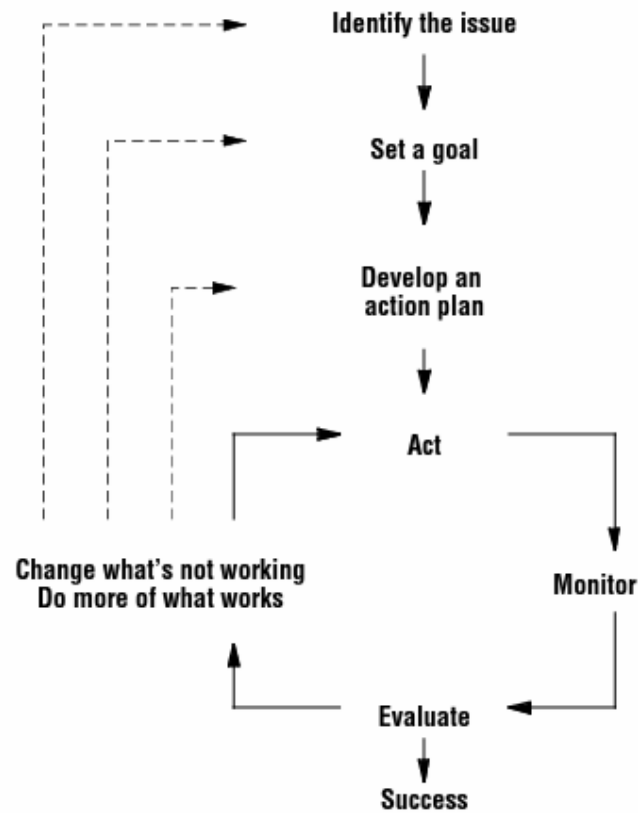 Identify the issue
Set a goal
Develop an
action plan
Act
Change what's not working
Do more of what works
Monitor
Evaluate
Success